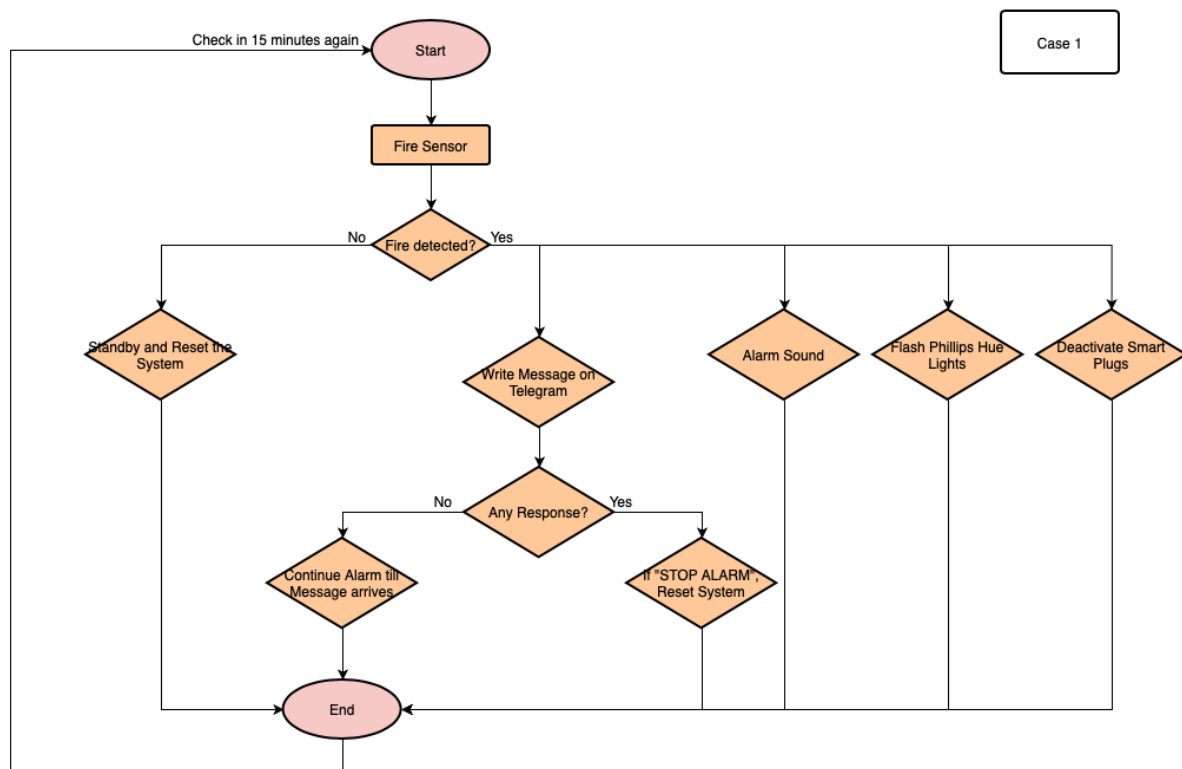 Check in 15 minutes again
Start
Case 1
Fire Sensor
No
Fire detected?
Yes
Standby and Reset the
System
Write Message on
Telegram
Alarm Sound
Flash Phillips Hue
Lights
Deactivate Smart
Plugs
No
Any Response?
Yes
Continue Alarm till
Message arrives
If "STOP ALARM",
Reset System
End